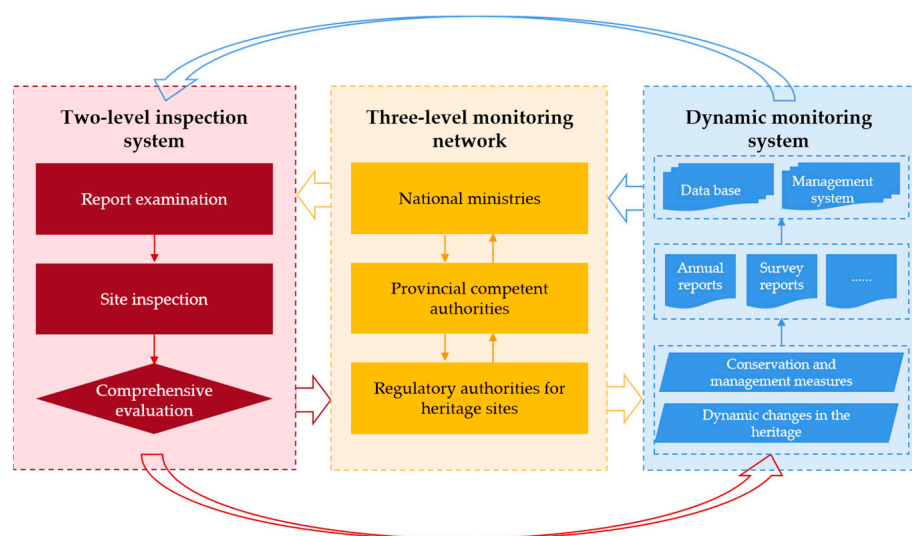 Two-level inspection
system
Report examination
Site inspection
Comprehensive
evaluation
Three-level monitoring
network
National ministries
Provincial competent
authorities
Regulatory authorities for
heritage sites
Dynamic monitoring
system
Data base
Management
system
Annual
reports
Survey
reports
......
Conservation and
management measures
Dynamic changes in the
heritage